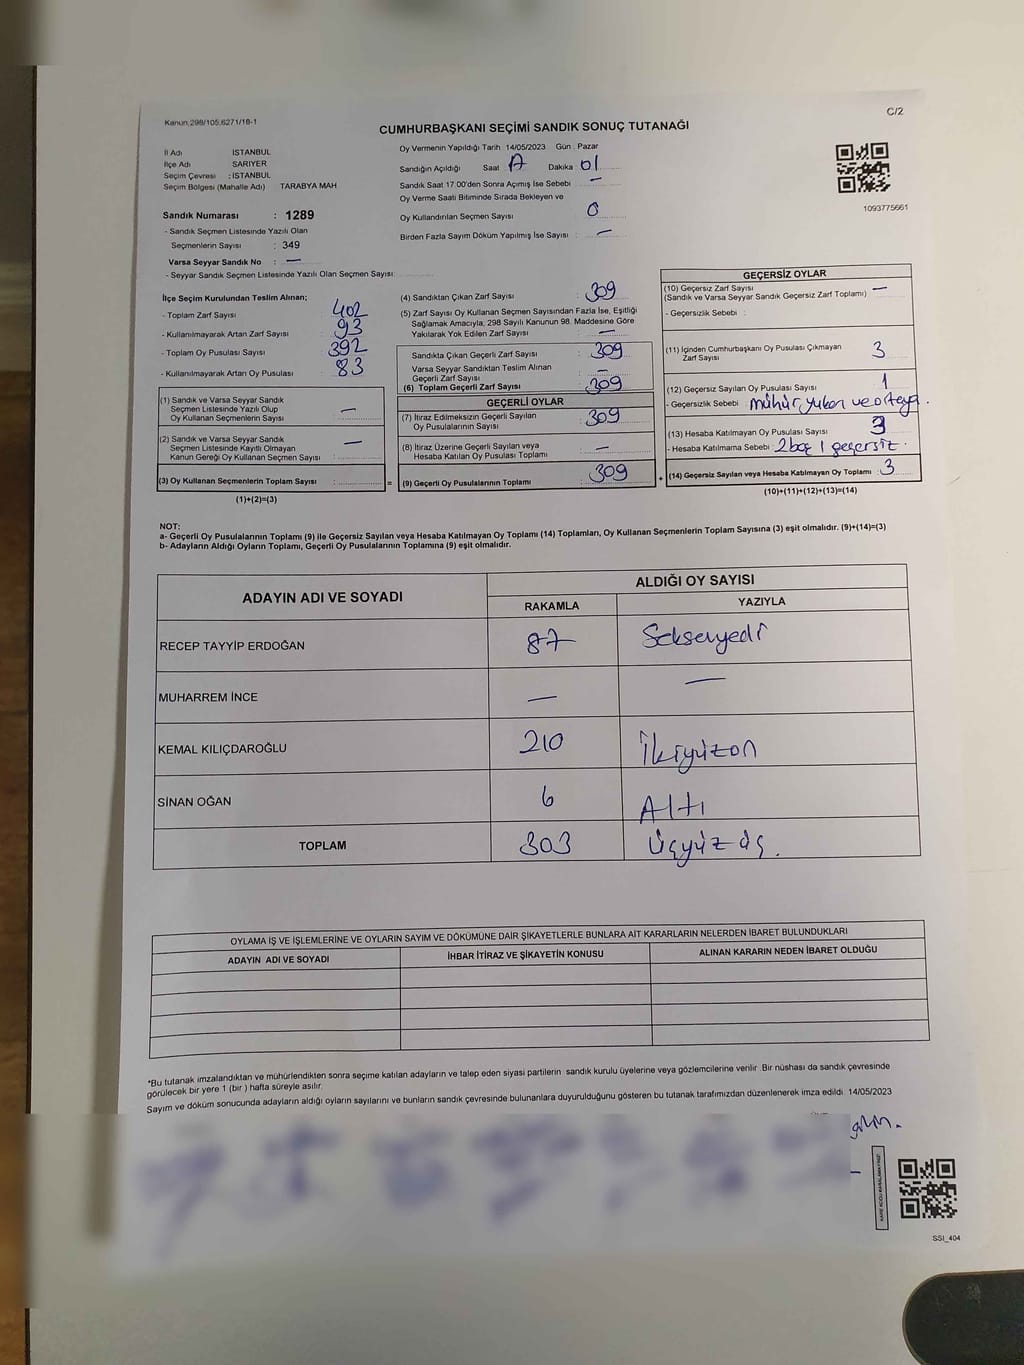 Kanun,298/105,6271/18-1
C/2
CUMHURBAŞKANI SEÇİMİ SANDIK SONUÇ TUTANAĞI
İl Adı İSTANBUL
İlçe Adı SARIYER
Seçim Çevresi : İSTANBUL
Seçim Bölgesi (Mahalle Adı) TARABYA MAH
Oy Vermenin Yapıldığı Tarih 14/05/2023 Gün : Pazar
Sandığın Açıldığı Saat Dakika 01
Sandık Saat 17.00'den Sonra Açımış İse Sebebi : —
Oy Verme Saati Bitiminde Sırada Bekleyen ve
Oy Kullandırılan Seçmen Sayısı 0
Birden Fazla Sayım Döküm Yapılmış İse Sayısı : —
1093775661
Sandık Numarası : 1289
- Sandık Seçmen Listesinde Yazılı Olan
Seçmenlerin Sayısı : 349
Varsa Seyyar Sandık No : —
- Seyyar Sandık Seçmen Listesinde Yazılı Olan Seçmen Sayısı:
İlçe Seçim Kurulundan Teslim Alınan;
- Toplam Zarf Sayısı : 402
- Kullanılmayarak Artan Zarf Sayısı : 93
- Toplam Oy Pusulası Sayısı : 392
- Kullanılmayarak Artan Oy Pusulası : 83
(1) Sandık ve Varsa Seyyar Sandık
Seçmen Listesinde Yazılı Olup
Oy Kullanan Seçmenlerin Sayısı : —
(2) Sandık ve Varsa Seyyar Sandık
Seçmen Listesinde Kayıtlı Olmayan
Kanun Gereği Oy Kullanan Seçmen Sayısı : —
(3) Oy Kullanan Seçmenlerin Toplam Sayısı : =
(1)+(2)=(3)
(4) Sandıktan Çıkan Zarf Sayısı : 309
(5) Zarf Sayısı Oy Kullanan Seçmen Sayısından Fazla İse, Eşitliği
Sağlamak Amacıyla, 298 Sayılı Kanunun 98. Maddesine Göre
Yakılarak Yok Edilen Zarf Sayısı : —
Sandıkta Çıkan Geçerli Zarf Sayısı : 309
Varsa Seyyar Sandıktan Teslim Alınan
Geçerli Zarf Sayısı : —
(6) Toplam Geçerli Zarf Sayısı : 309
GEÇERLİ OYLAR
(7) İtiraz Edilmeksizin Geçerli Sayılan
Oy Pusulalarının Sayısı : 309
(8) İtiraz Üzerine Geçerli Sayılan veya
Hesaba Katılan Oy Pusulası Toplamı : —
(9) Geçerli Oy Pusulalarının Toplamı : 309 +
GEÇERSİZ OYLAR
(10) Geçersiz Zarf Sayısı : —
(Sandık ve Varsa Seyyar Sandık Geçersiz Zarf Toplamı)
- Geçersizlik Sebebi :
(11) İçinden Cumhurbaşkanı Oy Pusulası Çıkmayan
Zarf Sayısı : 3
(12) Geçersiz Sayılan Oy Pusulası Sayısı : 1
- Geçersizlik Sebebi : mühür, yukarı ve ortaya.
(13) Hesaba Katılmayan Oy Pusulası Sayısı : 3
- Hesaba Katılmama Sebebi : 2 boş 1 geçersiz.
(14) Geçersiz Sayılan veya Hesaba Katılmayan Oy Toplamı : 3
(10)+(11)+(12)+(13)=(14)
NOT:
a- Geçerli Oy Pusulalarının Toplamı (9) ile Geçersiz Sayılan veya Hesaba Katılmayan Oy Toplamı (14) Toplamları, Oy Kullanan Seçmenlerin Toplam Sayısına (3) eşit olmalıdır. (9)+(14)=(3)
b- Adayların Aldığı Oyların Toplamı, Geçerli Oy Pusulalarının Toplamına (9) eşit olmalıdır.
ADAYIN ADI VE SOYADI
ALDIĞI OY SAYISI
RAKAMLA YAZIYLA
RECEP TAYYİP ERDOĞAN 87 Seksenyedi
MUHARREM İNCE — —
KEMAL KILIÇDAROĞLU 210 İkiyüzon
SİNAN OĞAN 6 Altı
TOPLAM 303 Üçyüz üç.
OYLAMA İŞ VE İŞLEMLERİNE VE OYLARIN SAYIM VE DÖKÜMÜNE DAİR ŞİKAYETLERLE BUNLARA AİT KARARLARIN NELERDEN İBARET BULUNDUKLARI
ADAYIN ADI VE SOYADI İHBAR İTİRAZ VE ŞİKAYETİN KONUSU ALINAN KARARIN NEDEN İBARET OLDUĞU
*Bu tutanak imzalandıktan ve mühürlendikten sonra seçime katılan adayların ve talep eden siyasi partilerin sandık kurulu üyelerine veya gözlemcilerine verilir. Bir nüshası da sandık çevresinde
görülecek bir yere 1 (bir ) hafta süreyle asılır.
Sayım ve döküm sonucunda adayların aldığı oyların sayılarını ve bunların sandık çevresinde bulunanlara duyurulduğunu gösteren bu tutanak tarafımızdan düzenlenerek imza edildi. 14/05/2023
SSI_404